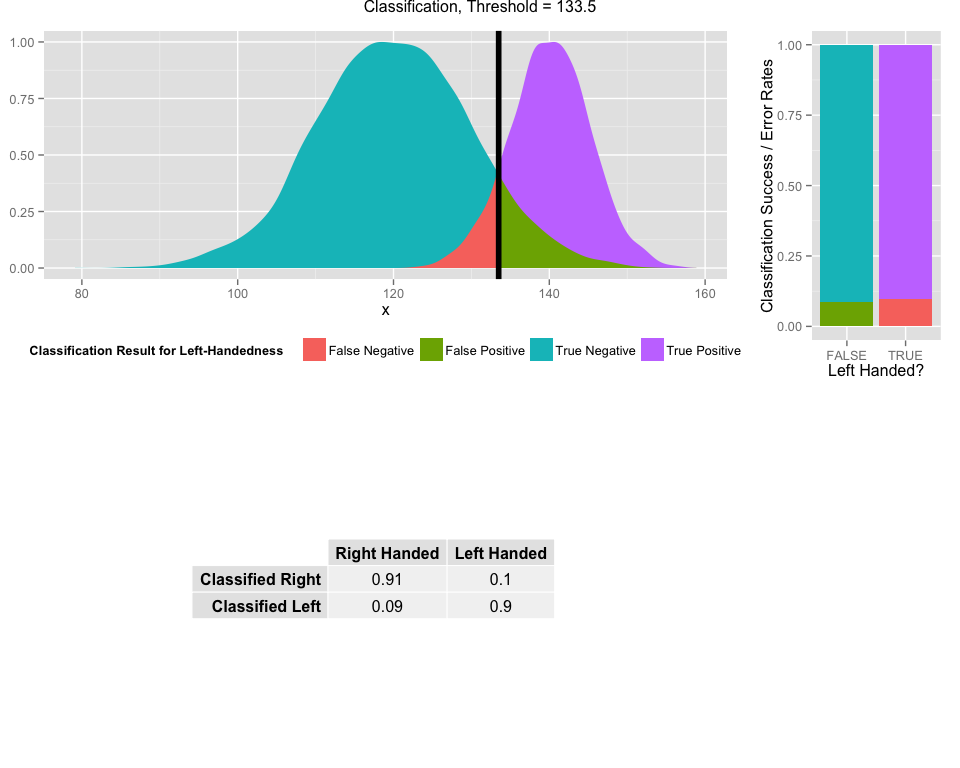 Classification, Threshold = 133.5
1.00
0.75
0.50
0.25
0.00
80 100 120 140 160
x
Classification Result for Left-Handedness False Negative False Positive True Negative True Positive
Classification Success / Error Rates
1.00
0.75
0.50
0.25
0.00
FALSE TRUE
Left Handed?
Right Handed Left Handed
Classified Right 0.91 0.1
Classified Left 0.09 0.9